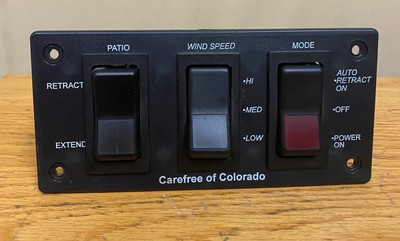 PATIO
RETRACT
EXTEND
WIND SPEED
•HI
•MED
•LOW
MODE
AUTO
•RETRACT
ON
•OFF
•POWER
ON
Carefree of Colorado